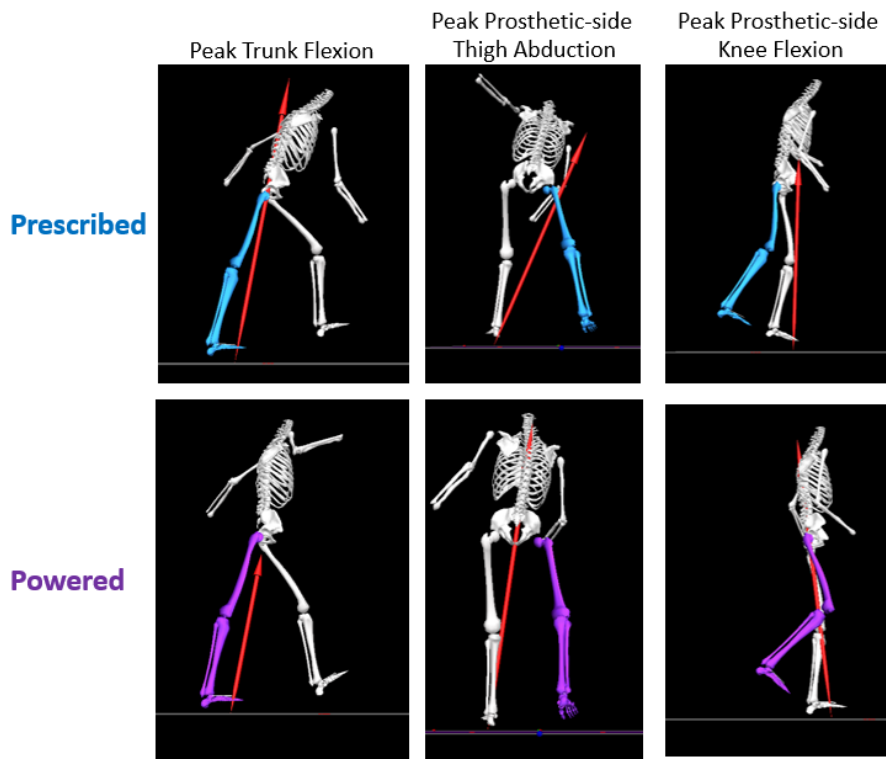 Peak Trunk Flexion
Peak Prosthetic-side
Thigh Abduction
Peak Prosthetic-side
Knee Flexion
Prescribed
Powered